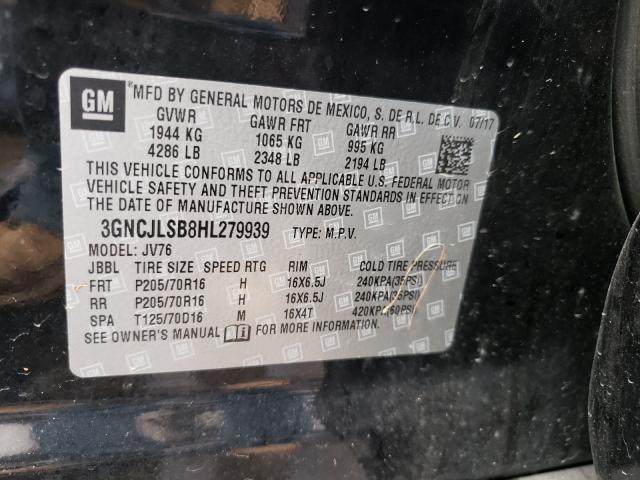 GM
*MFD BY GENERAL MOTORS DE MEXICO, S. DE R.L. DE C.V. 07/17
GVWR GAWR FRT GAWR RR
1944 KG 1065 KG 995 KG
4286 LB 2348 LB 2194 LB
THIS VEHICLE CONFORMS TO ALL APPLICABLE U.S. FEDERAL MOTOR
VEHICLE SAFETY AND THEFT PREVENTION STANDARDS IN EFFECT ON
THE DATE OF MANUFACTURE SHOWN ABOVE.
3GNCJLSB8HL279939 TYPE: M.P.V.
MODEL: JV76
JBBL TIRE SIZE SPEED RTG RIM COLD TIRE PRESSURE
FRT P205/70R16 H 16X6.5J 240KPA(35PSI)
RR P205/70R16 H 16X6.5J 240KPA(35PSI)
SPA T125/70D16 M 16X4T 420KPA(60PSI)
SEE OWNER'S MANUAL FOR MORE INFORMATION